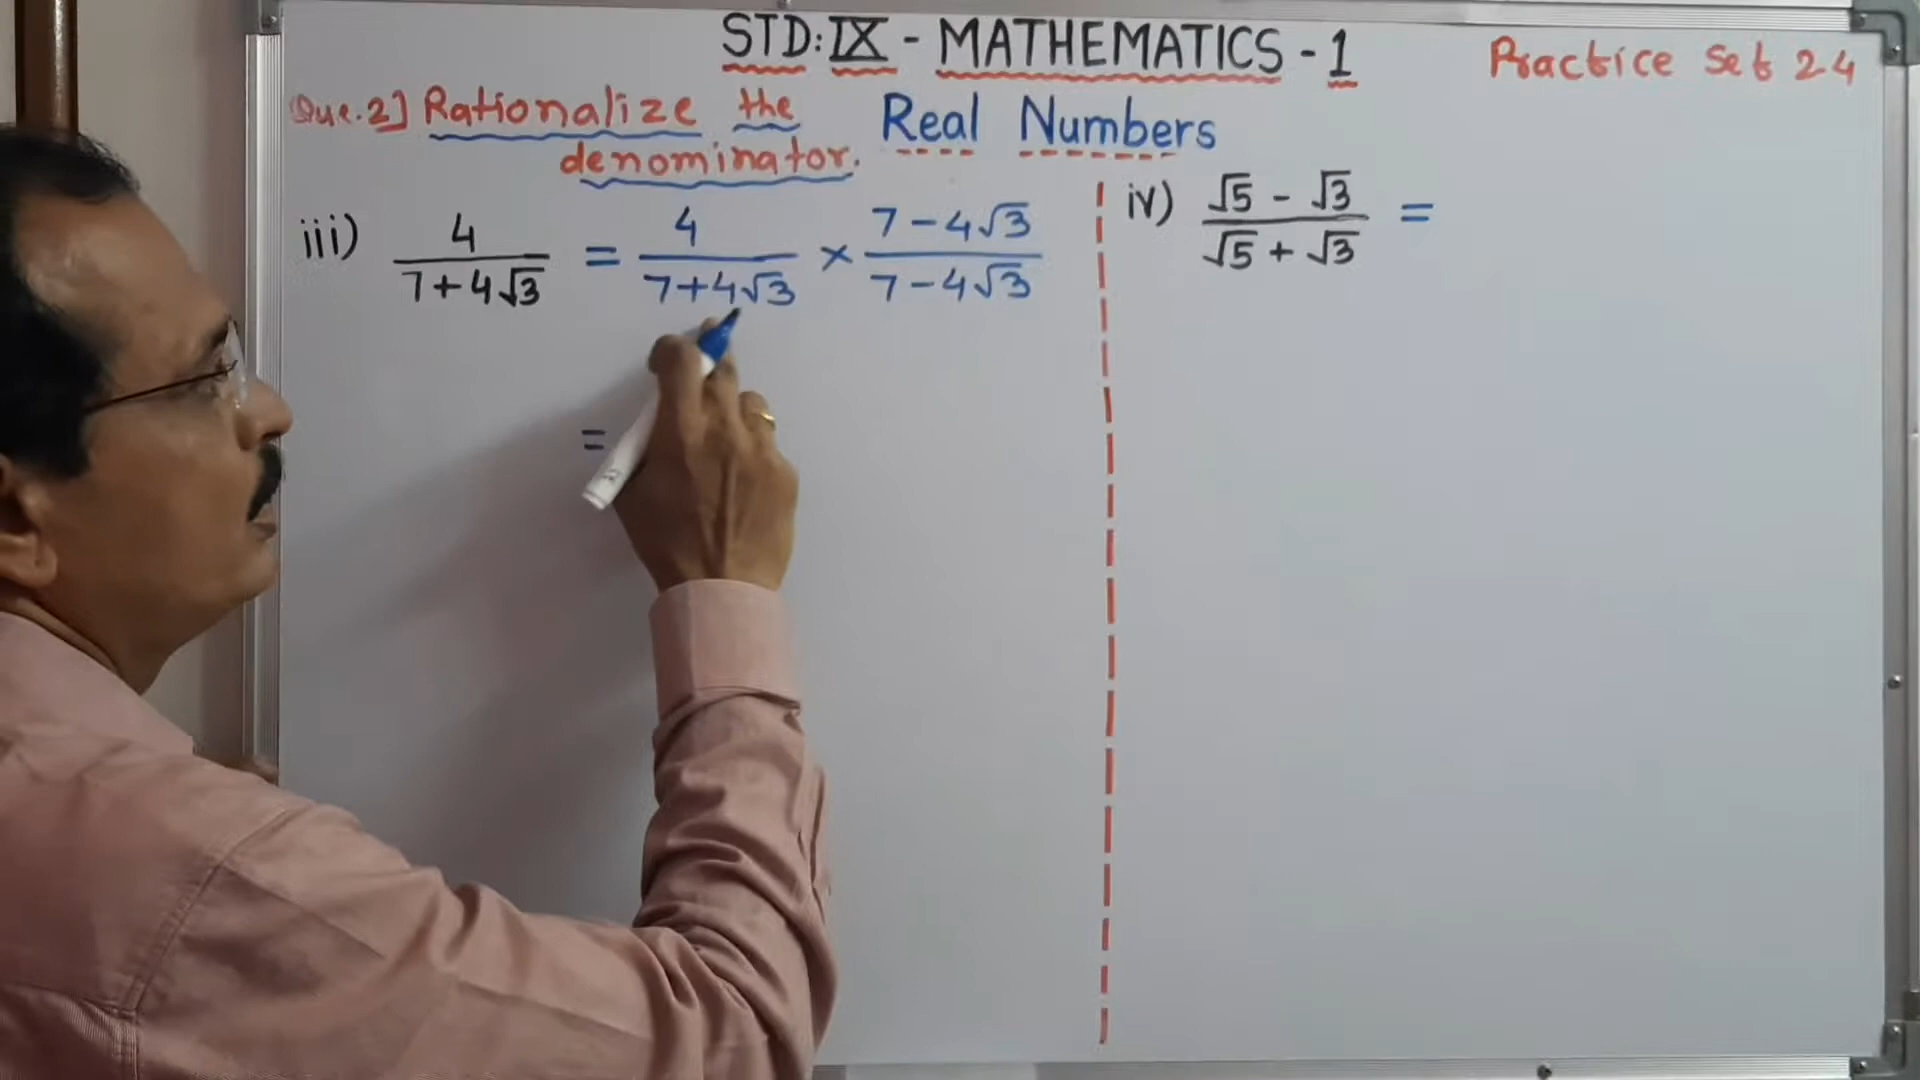 STD: IX - MATHEMATICS - 1
Practice Set 2.4
Que. 2] Rationalize the denominator.
Real Numbers
iii) 4/(7+4√3) = 4/(7+4√3) × (7-4√3)/(7-4√3)
=
iv) (√5 - √3)/(√5 + √3) =